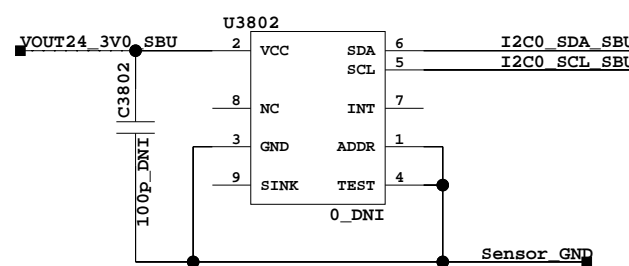 U3802
VOUT24_3V0_SBU
2 VCC SDA 6 I2C0_SDA_SBU
SCL 5 I2C0_SCL_SBU
C3802
8 NC INT 7
3 GND ADDR 1
100p_DNI
9 SINK TEST 4
0_DNI
Sensor_GND